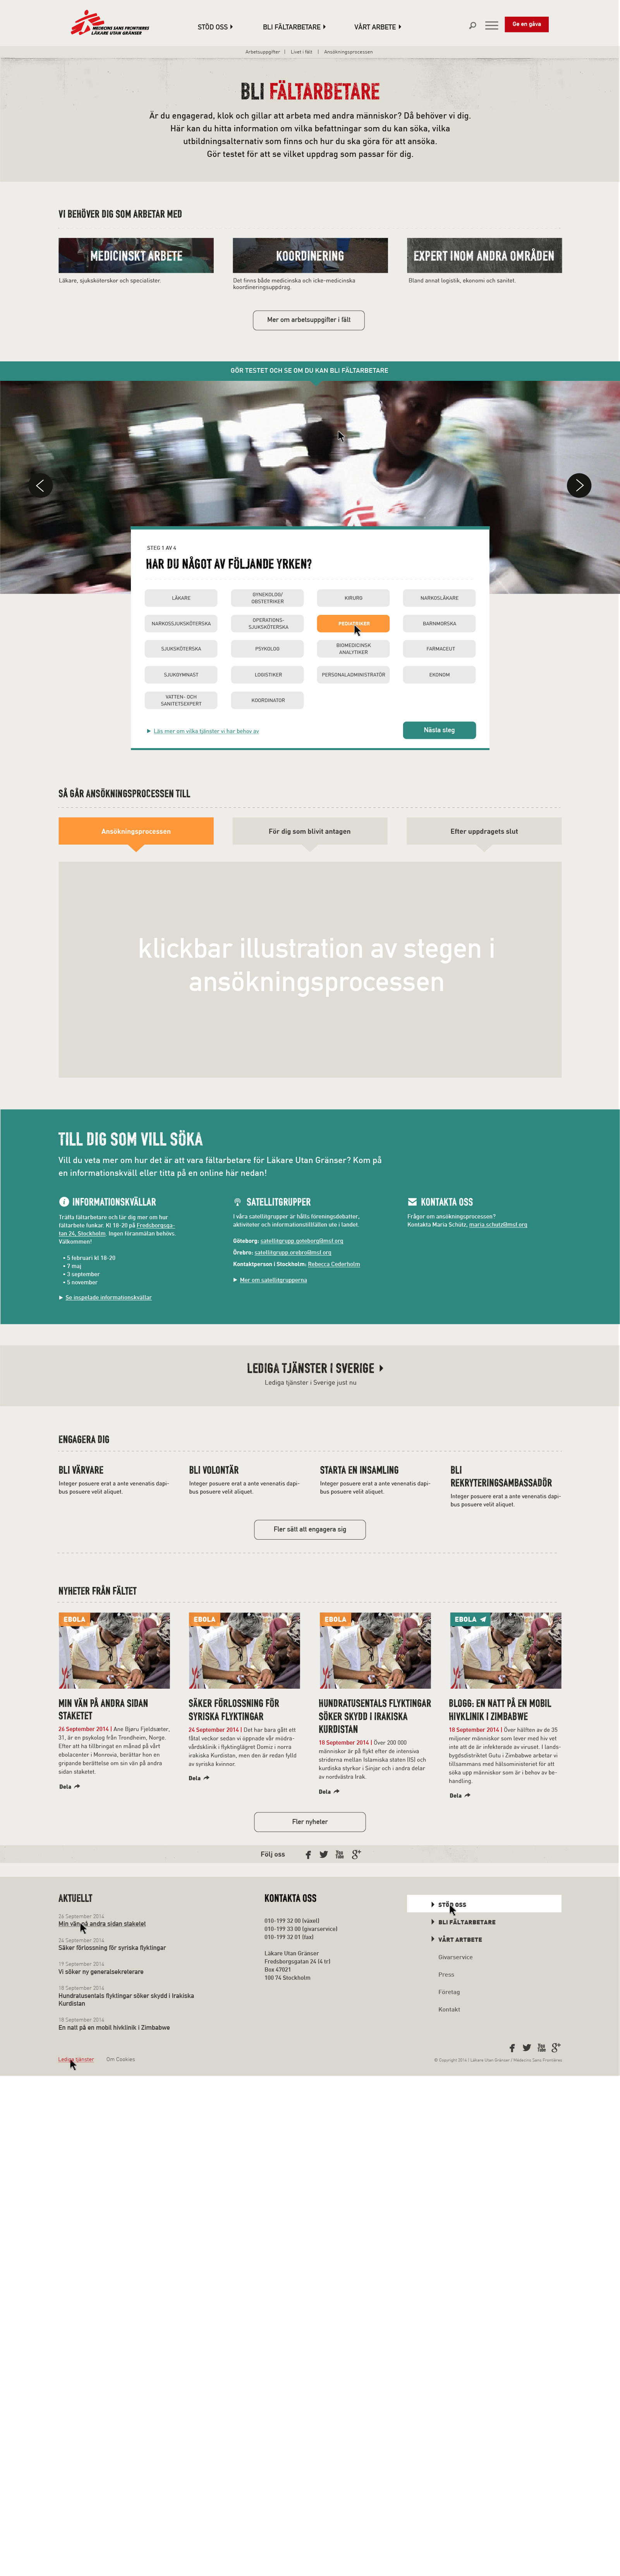 MEDECINS SANS FRONTIERES
LÄKARE UTAN GRÄNSER
STÖD OSS
BLI FÄLTARBETARE
VÅRT ARBETE
Ge en gåva
Arbetsuppgifter | Livet i fält | Ansökningsprocessen
BLI FÄLTARBETARE
Är du engagerad, klok och gillar att arbeta med andra människor? Då behöver vi dig.
Här kan du hitta information om vilka befattningar som du kan söka, vilka
utbildningsalternativ som finns och hur du ska göra för att ansöka.
Gör testet för att se vilket uppdrag som passar för dig.
VI BEHÖVER DIG SOM ARBETAR MED
MEDICINSKT ARBETE
KOORDINERING
EXPERT INOM ANDRA OMRÅDEN
Läkare, sjuksköterskor och specialister.
Det finns både medicinska och icke-medicinska
koordineringsuppdrag.
Bland annat logistik, ekonomi och sanitet.
Mer om arbetsuppgifter i fält
GÖR TESTET OCH SE OM DU KAN BLI FÄLTARBETARE
STEG 1 AV 4
HAR DU NÅGOT AV FÖLJANDE YRKEN?
LÄKARE
GYNEKOLOG/
OBSTETRIKER
KIRURG
NARKOSLÄKARE
NARKOSSJUKSKÖTERSKA
OPERATIONS-
SJUKSKÖTERSKA
PEDIATRIKER
BARNMORSKA
SJUKSKÖTERSKA
PSYKOLOG
BIOMEDICINSK
ANALYTIKER
FARMACEUT
SJUKGYMNAST
LOGISTIKER
PERSONALADMINISTRATÖR
EKONOM
VATTEN- OCH
SANITETSEXPERT
KOORDINATOR
Läs mer om vilka tjänster vi har behov av
Nästa steg
SÅ GÅR ANSÖKNINGSPROCESSEN TILL
Ansökningsprocessen
För dig som blivit antagen
Efter uppdragets slut
klickbar illustration av stegen i
ansökningsprocessen
TILL DIG SOM VILL SÖKA
Vill du veta mer om hur det är att vara fältarbetare för Läkare Utan Gränser? Kom på
en informationskväll eller titta på en online här nedan!
INFORMATIONSKVÄLLAR
Träffa fältarbetare och lär dig mer om hur
fältarbete funkar. Kl 18-20 på Fredsborgsga-
tan 24, Stockholm. Ingen föranmälan behövs.
Välkommen!
• 5 februari kl 18-20
• 7 maj
• 3 september
• 5 november
Se inspelade informationskvällar
SATELLITGRUPPER
I våra satellitgrupper är hålls föreningsdebatter,
aktiviteter och informationstillfällen ute i landet.
Göteborg: satellitgrupp.goteborg@msf.org
Örebro: satellitgrupp.orebro@msf.org
Kontaktperson i Stockholm: Rebecca Cederholm
Mer om satellitgrupperna
KONTAKTA OSS
Frågor om ansökningsprocessen?
Kontakta Maria Schütz, maria.schutz@msf.org
LEDIGA TJÄNSTER I SVERIGE
Lediga tjänster i Sverige just nu
ENGAGERA DIG
BLI VÄRVARE
Integer posuere erat a ante venenatis dapi-
bus posuere velit aliquet.
BLI VOLONTÄR
Integer posuere erat a ante venenatis dapi-
bus posuere velit aliquet.
STARTA EN INSAMLING
Integer posuere erat a ante venenatis dapi-
bus posuere velit aliquet.
BLI
REKRYTERINGSAMBASSADÖR
Integer posuere erat a ante venenatis dapi-
bus posuere velit aliquet.
Fler sätt att engagera sig
NYHETER FRÅN FÄLTET
EBOLA
MIN VÄN PÅ ANDRA SIDAN
STAKETET
26 September 2014 | Ane Bjøru Fjeldsæter,
31, är en psykolog från Trondheim, Norge.
Efter att ha tillbringat en månad på vårt
ebolacenter i Monrovia, berättar hon en
gripande berättelse om sin vän på andra
sidan staketet.
Dela
EBOLA
SÄKER FÖRLOSSNING FÖR
SYRISKA FLYKTINGAR
24 September 2014 | Det har bara gått ett
fåtal veckor sedan vi öppnade vår mödra-
vårdsklinik i flyktinglägret Domiz i norra
irakiska Kurdistan, men den är redan fylld
av syriska kvinnor.
Dela
EBOLA
HUNDRATUSENTALS FLYKTINGAR
SÖKER SKYDD I IRAKISKA
KURDISTAN
18 September 2014 | Över 200 000
människor är på flykt efter de intensiva
striderna mellan Islamiska staten (IS) och
kurdiska styrkor i Sinjar och i andra delar
av nordvästra Irak.
Dela
EBOLA
BLOGG: EN NATT PÅ EN MOBIL
HIVKLINIK I ZIMBABWE
18 September 2014 | Över hälften av de 35
miljoner människor som lever med hiv vet
inte att de är infekterade av viruset. I lands-
bygdsdistriktet Gutu i Zimbabwe arbetar vi
tillsammans med hälsoministeriet för att
söka upp människor som är i behov av be-
handling.
Dela
Fler nyheter
Följ oss
AKTUELLT
26 September 2014
Min vän på andra sidan staketet
24 September 2014
Säker förlossning för syriska flyktingar
19 September 2014
Vi söker ny generalsekreterare
18 September 2014
Hundratusentals flyktingar söker skydd i Irakiska
Kurdistan
18 September 2014
En natt på en mobil hivklinik i Zimbabwe
KONTAKTA OSS
010-199 32 00 (växel)
010-199 33 00 (givarservice)
010-199 32 01 (fax)
Läkare Utan Gränser
Fredsborgsgatan 24 (4 tr)
Box 47021
100 74 Stockholm
STÖD OSS
BLI FÄLTARBETARE
VÅRT ARTBETE
Givarservice
Press
Företag
Kontakt
Lediga tjänster
Om Cookies
© Copyright 2014 | Läkare Utan Gränser / Médecins Sans Frontières